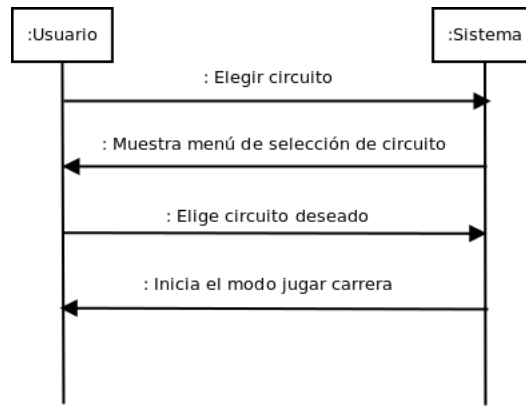 :Usuario
:Sistema
: Elegir circuito
: Muestra menú de selección de circuito
: Elige circuito deseado
: Inicia el modo jugar carrera